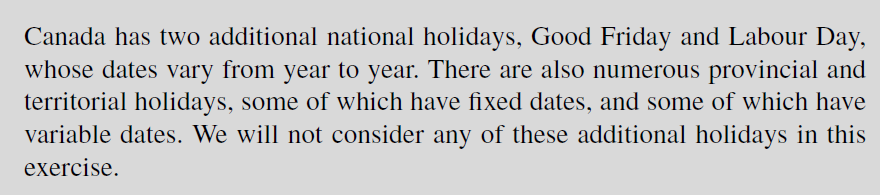 Canada has two additional national holidays, Good Friday and Labour Day,
whose dates vary from year to year. There are also numerous provincial and
territorial holidays, some of which have fixed dates, and some of which have
variable dates. We will not consider any of these additional holidays in this
exercise.